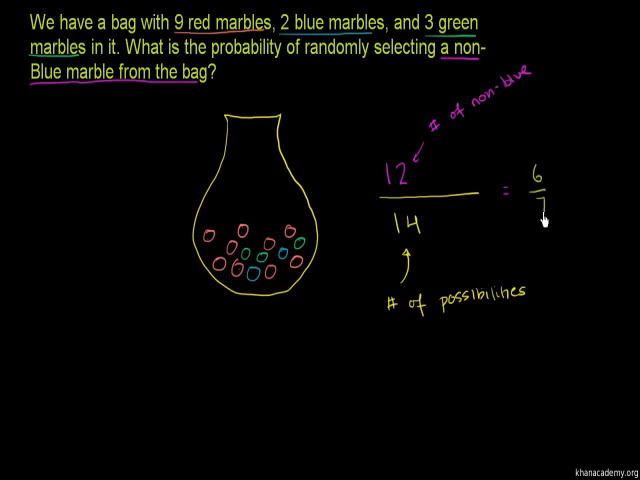 We have a bag with 9 red marbles, 2 blue marbles, and 3 green
marbles in it. What is the probability of randomly selecting a non-
Blue marble from the bag?
# of non-blue
12
14
= 6
7
# of possibilities
khanacademy.org